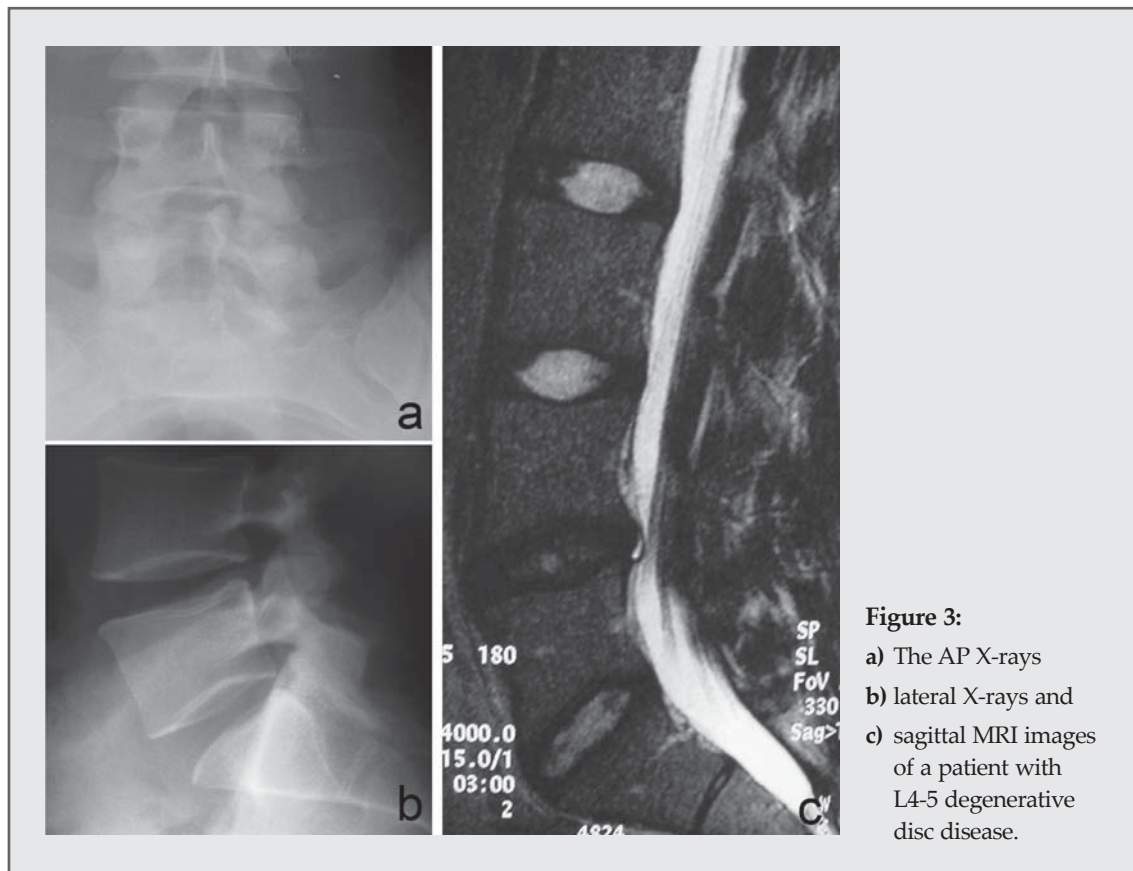 a
b
5 180
4000.0
15.0/1
03:00
2
4824
SP
SL
FoV
330
Sag>
c
Figure 3:
a) The AP X-rays
b) lateral X-rays and
c) sagittal MRI images
of a patient with
L4-5 degenerative
disc disease.